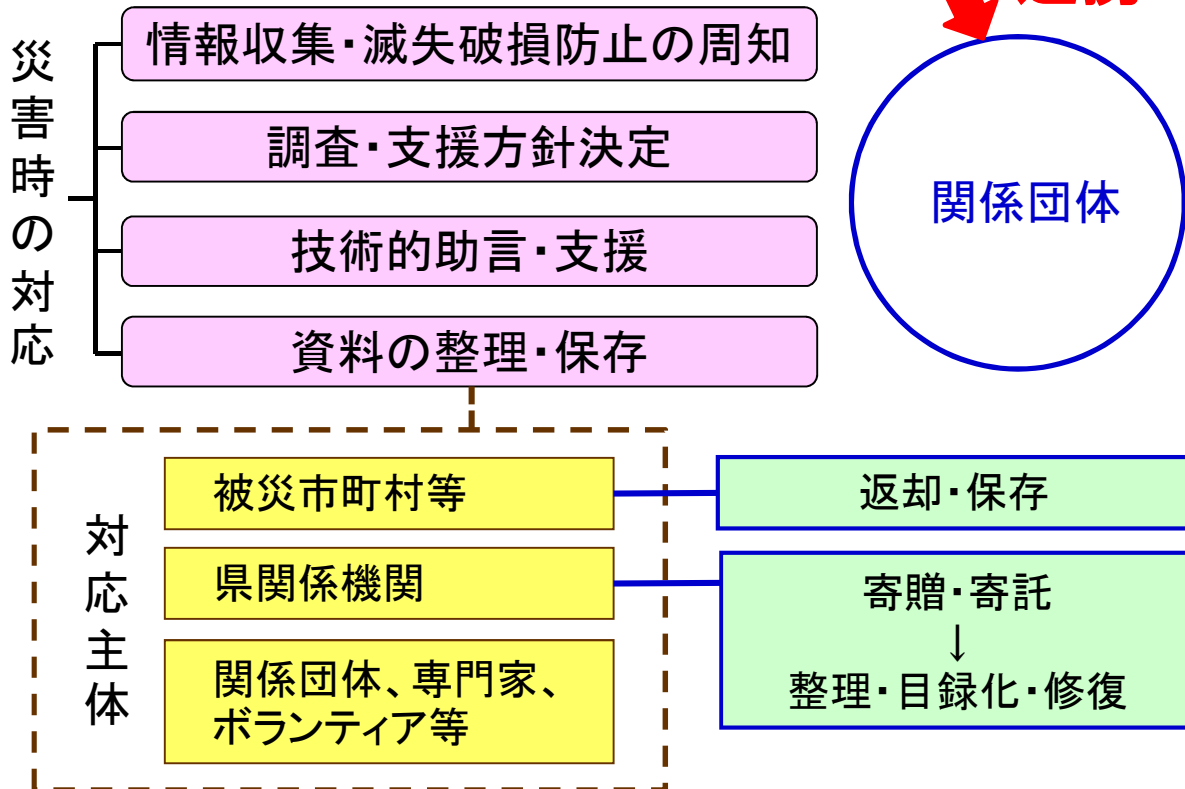 災害時の対応
情報収集・滅失破損防止の周知
調査・支援方針決定
技術的助言・支援
資料の整理・保存
関係団体
対応主体
被災市町村等
県関係機関
関係団体、専門家、
ボランティア等
返却・保存
寄贈・寄託
↓
整理・目録化・修復